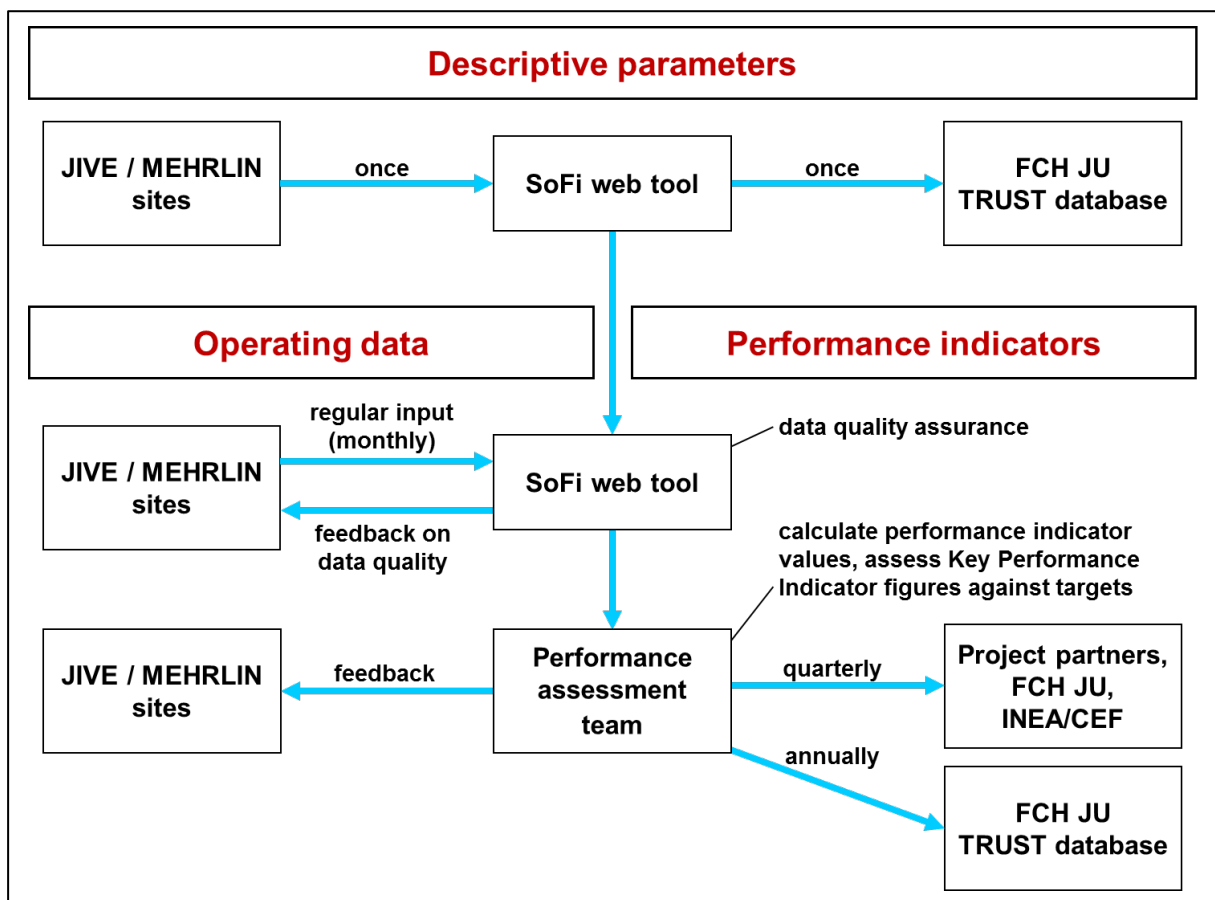 Descriptive parameters
JIVE / MEHRLIN
sites
once
SoFi web tool
once
FCH JU
TRUST database
Operating data
Performance indicators
regular input
(monthly)
JIVE / MEHRLIN
sites
feedback on
data quality
SoFi web tool
data quality assurance
calculate performance indicator
values, assess Key Performance
Indicator figures against targets
JIVE / MEHRLIN
sites
feedback
Performance
assessment
team
quarterly
Project partners,
FCH JU,
INEA/CEF
annually
FCH JU
TRUST database